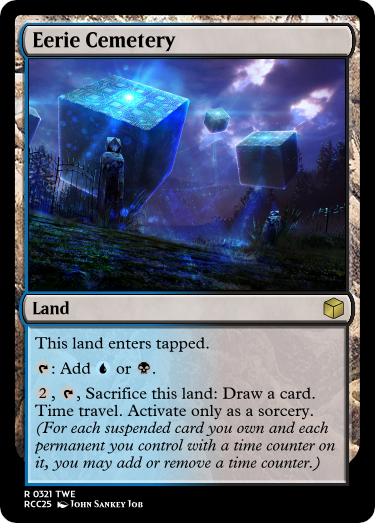 Eerie Cemetery
Land
This land enters tapped.
: Add or .
2, , Sacrifice this land: Draw a card.
Time travel. Activate only as a sorcery.
(For each suspended card you own and each
permanent you control with a time counter on
it, you may add or remove a time counter.)
R 0321 TWE
RCC25 John Sankey Job